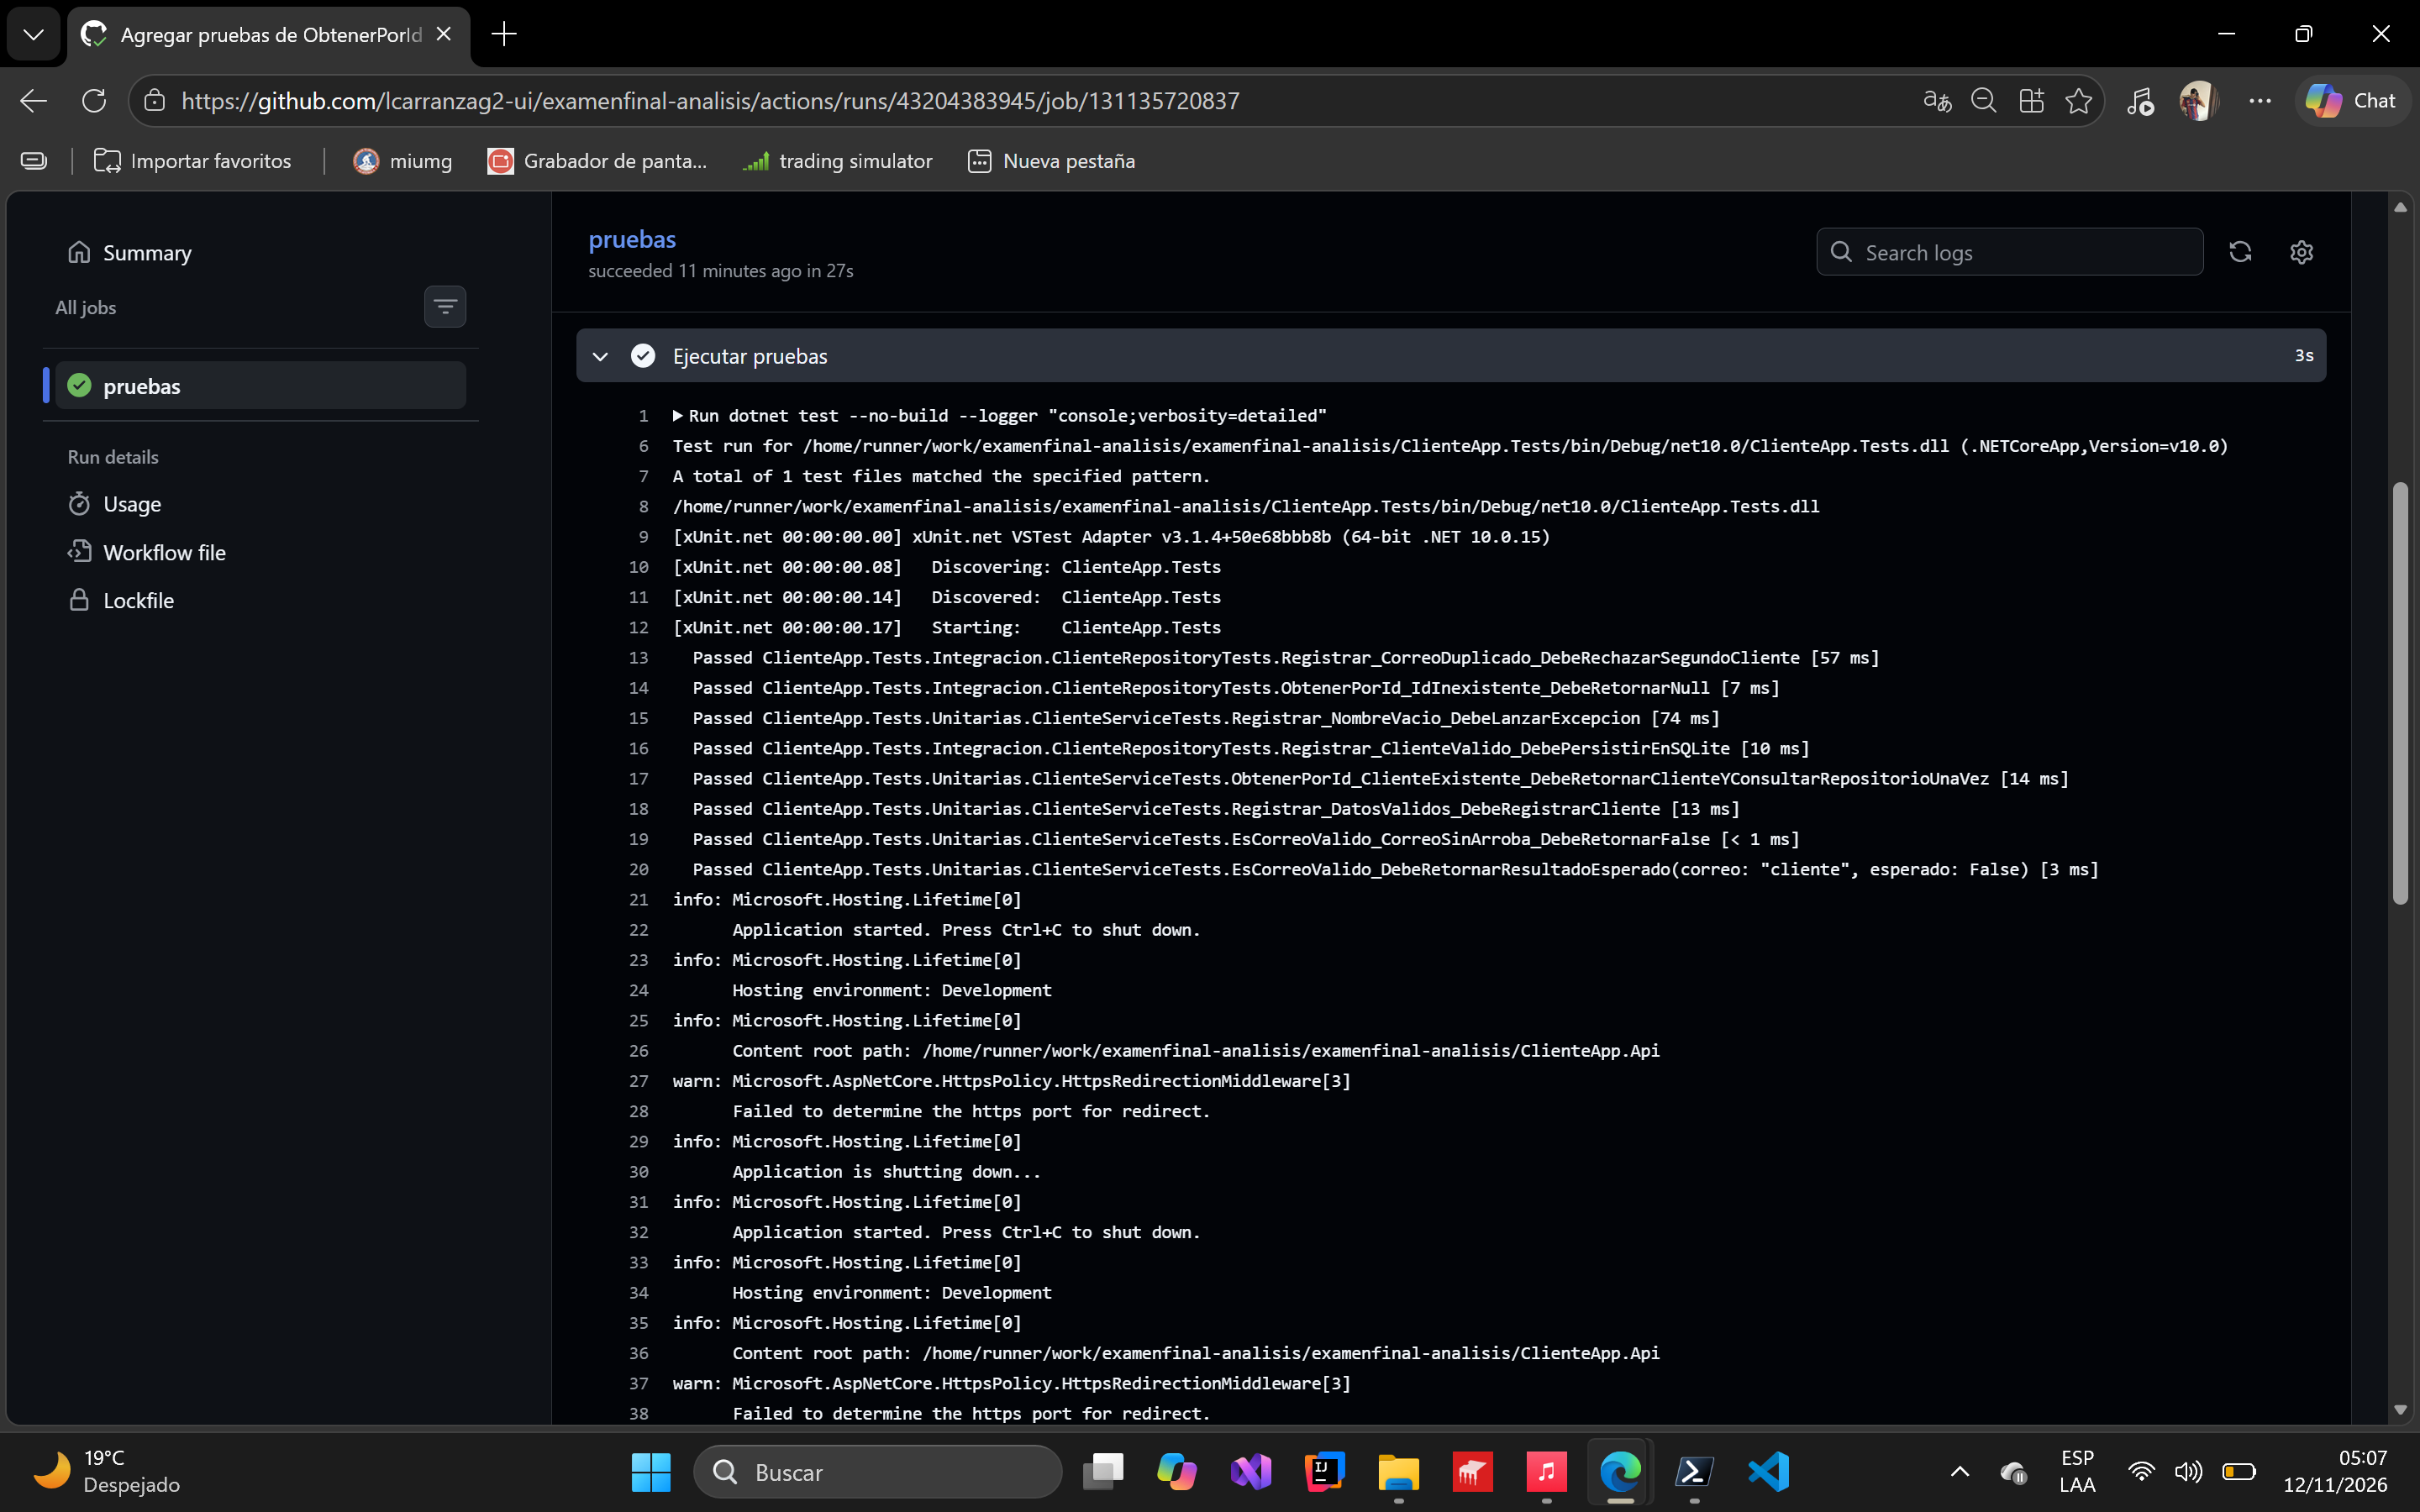 Agregar pruebas de ObtenerPorId
https://github.com/lcarranzag2-ui/examenfinal-analisis/actions/runs/43204383945/job/131135720837
Chat
Importar favoritos
miumg
Grabador de panta...
trading simulator
Nueva pestaña
Summary
All jobs
pruebas
Run details
Usage
Workflow file
Lockfile
pruebas
succeeded 11 minutes ago in 27s
Search logs
Ejecutar pruebas
3s
1 Run dotnet test --no-build --logger "console;verbosity=detailed"
6 Test run for /home/runner/work/examenfinal-analisis/examenfinal-analisis/ClienteApp.Tests/bin/Debug/net10.0/ClienteApp.Tests.dll (.NETCoreApp,Version=v10.0)
7 A total of 1 test files matched the specified pattern.
8 /home/runner/work/examenfinal-analisis/examenfinal-analisis/ClienteApp.Tests/bin/Debug/net10.0/ClienteApp.Tests.dll
9 [xUnit.net 00:00:00.00] xUnit.net VSTest Adapter v3.1.4+50e68bbb8b (64-bit .NET 10.0.15)
10 [xUnit.net 00:00:00.08]   Discovering: ClienteApp.Tests
11 [xUnit.net 00:00:00.14]   Discovered:  ClienteApp.Tests
12 [xUnit.net 00:00:00.17]   Starting:    ClienteApp.Tests
13   Passed ClienteApp.Tests.Integracion.ClienteRepositoryTests.Registrar_CorreoDuplicado_DebeRechazarSegundoCliente [57 ms]
14   Passed ClienteApp.Tests.Integracion.ClienteRepositoryTests.ObtenerPorId_IdInexistente_DebeRetornarNull [7 ms]
15   Passed ClienteApp.Tests.Unitarias.ClienteServiceTests.Registrar_NombreVacio_DebeLanzarExcepcion [74 ms]
16   Passed ClienteApp.Tests.Integracion.ClienteRepositoryTests.Registrar_ClienteValido_DebePersistirEnSQLite [10 ms]
17   Passed ClienteApp.Tests.Unitarias.ClienteServiceTests.ObtenerPorId_ClienteExistente_DebeRetornarClienteYConsultarRepositorioUnaVez [14 ms]
18   Passed ClienteApp.Tests.Unitarias.ClienteServiceTests.Registrar_DatosValidos_DebeRegistrarCliente [13 ms]
19   Passed ClienteApp.Tests.Unitarias.ClienteServiceTests.EsCorreoValido_CorreoSinArroba_DebeRetornarFalse [< 1 ms]
20   Passed ClienteApp.Tests.Unitarias.ClienteServiceTests.EsCorreoValido_DebeRetornarResultadoEsperado(correo: "cliente", esperado: False) [3 ms]
21 info: Microsoft.Hosting.Lifetime[0]
22       Application started. Press Ctrl+C to shut down.
23 info: Microsoft.Hosting.Lifetime[0]
24       Hosting environment: Development
25 info: Microsoft.Hosting.Lifetime[0]
26       Content root path: /home/runner/work/examenfinal-analisis/examenfinal-analisis/ClienteApp.Api
27 warn: Microsoft.AspNetCore.HttpsPolicy.HttpsRedirectionMiddleware[3]
28       Failed to determine the https port for redirect.
29 info: Microsoft.Hosting.Lifetime[0]
30       Application is shutting down...
31 info: Microsoft.Hosting.Lifetime[0]
32       Application started. Press Ctrl+C to shut down.
33 info: Microsoft.Hosting.Lifetime[0]
34       Hosting environment: Development
35 info: Microsoft.Hosting.Lifetime[0]
36       Content root path: /home/runner/work/examenfinal-analisis/examenfinal-analisis/ClienteApp.Api
37 warn: Microsoft.AspNetCore.HttpsPolicy.HttpsRedirectionMiddleware[3]
38       Failed to determine the https port for redirect.
19°C
Despejado
Buscar
ESP
LAA
05:07
12/11/2026